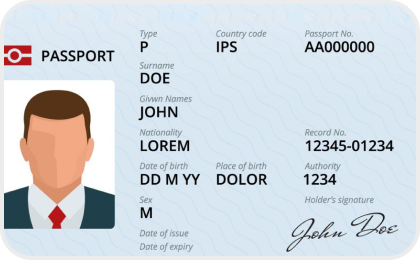 PASSPORT
Type Country code Passport No.
P IPS AA000000
Surname
DOE
Givwn Names
JOHN
Nationality Record No.
LOREM 12345-01234
Date of birth Place of birth Authority
DD M YY DOLOR 1234
Sex Holder's signature
M
John Doe
Date of issue
Date of expiry